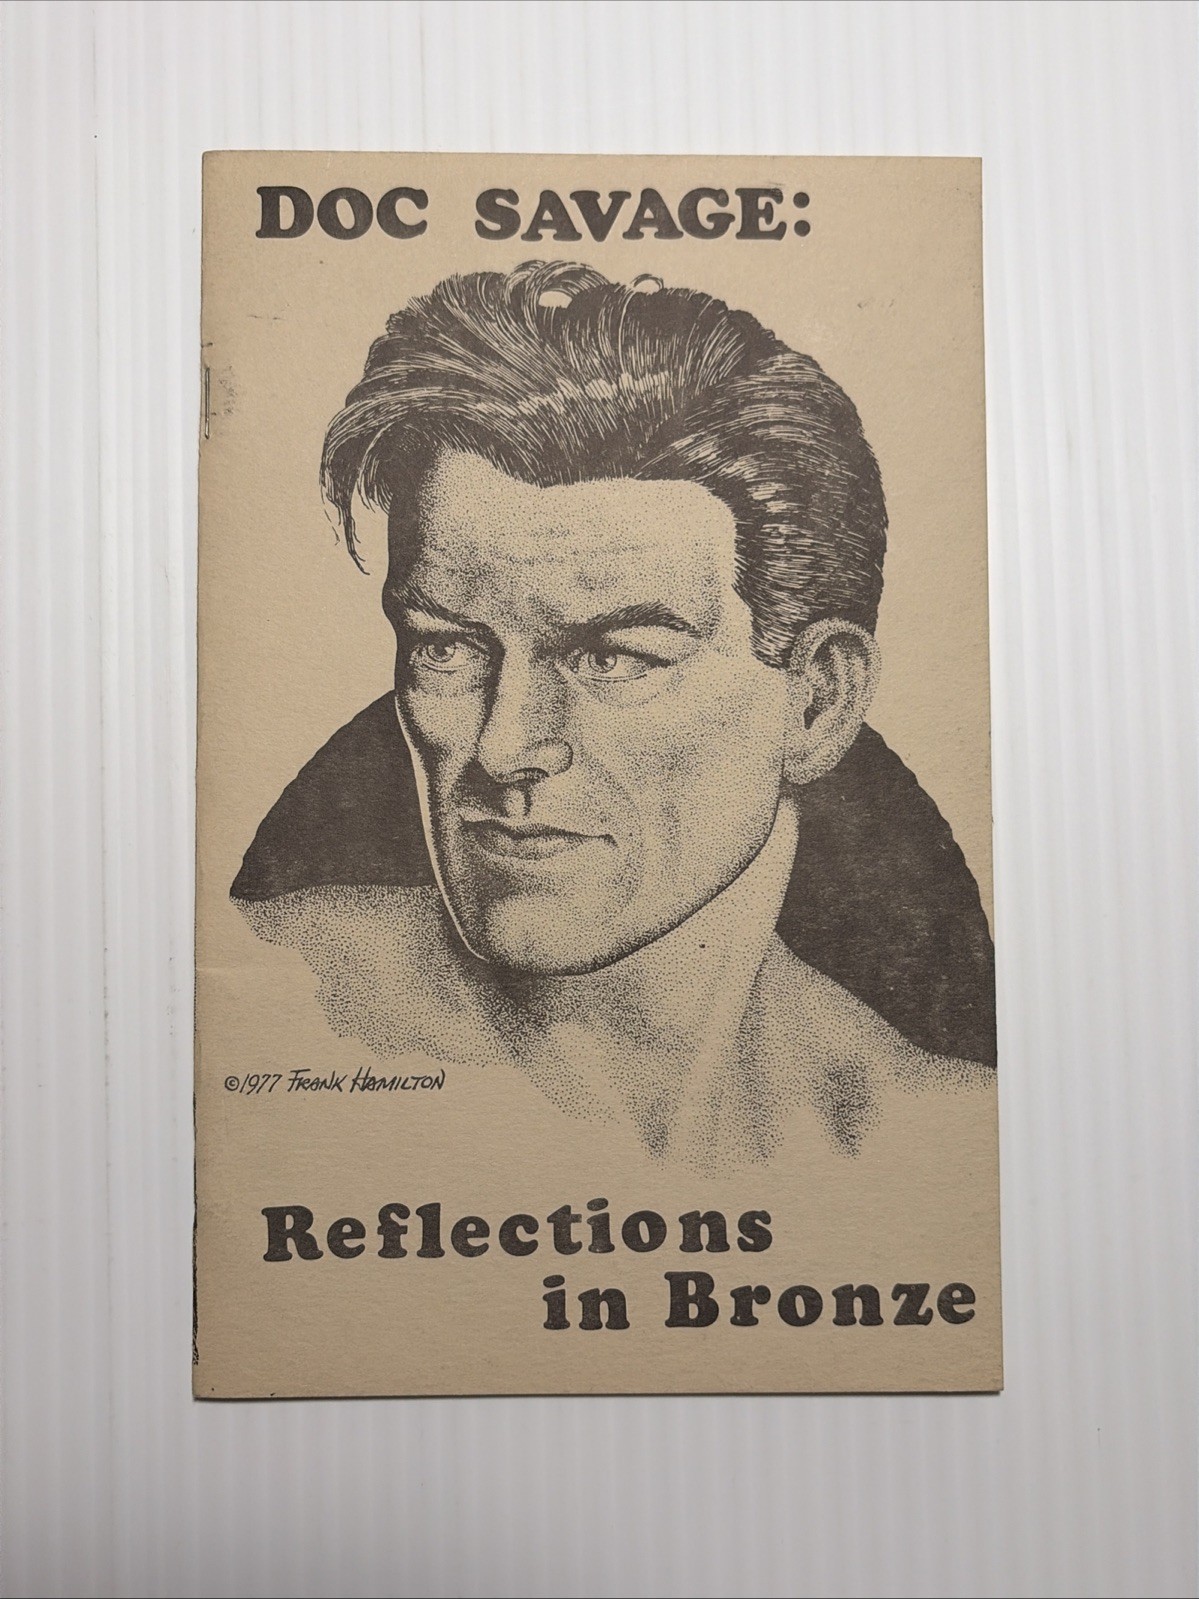 DOC SAVAGE:
©1977 FRANK HAMILTON
Reflections
in Bronze